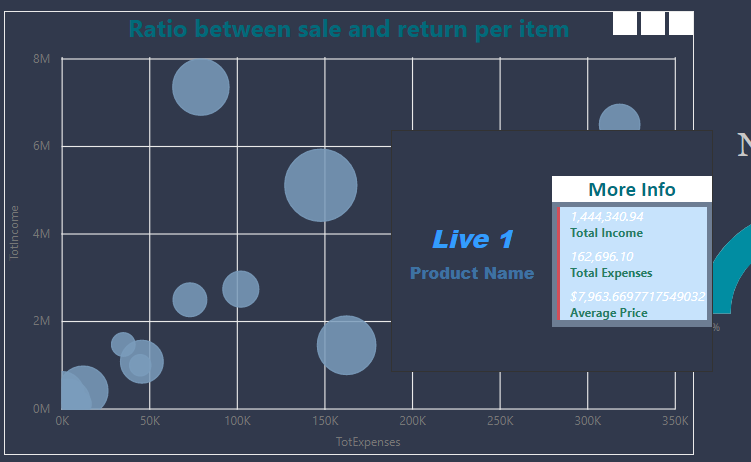 Ratio between sale and return per item
8M
6M
4M
2M
0M
TotIncome
0K 50K 100K 150K 200K 250K 300K 350K
TotExpenses
Live 1
Product Name
More Info
1,444,340.94
Total Income
162,696.10
Total Expenses
$7,963.6697717549032
Average Price
N
%